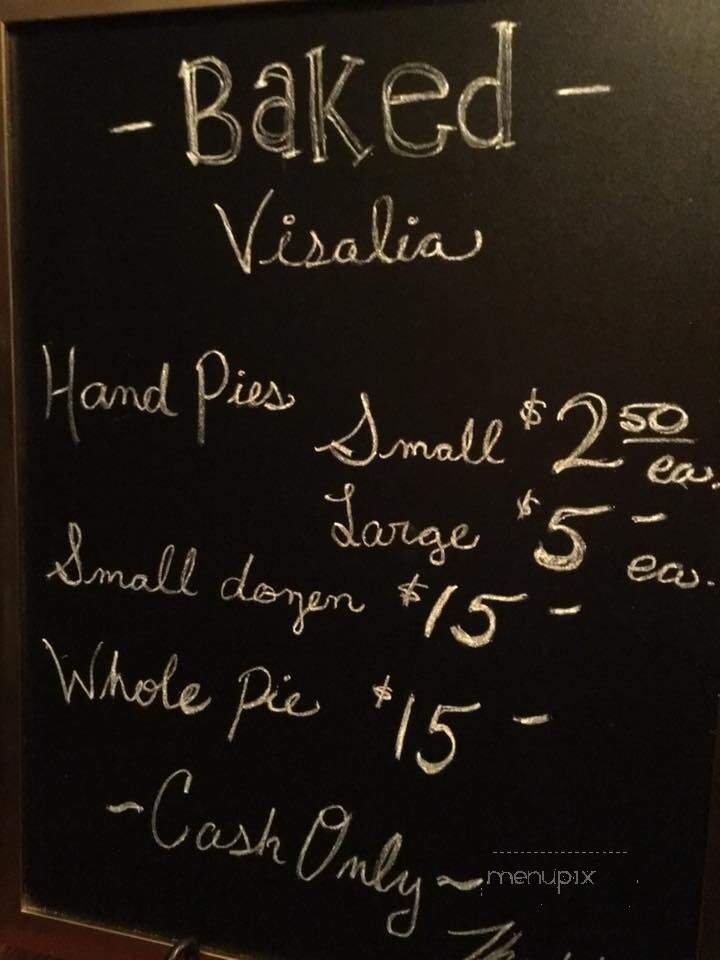 - Baked -
Visalia
Hand Pies
Small $2 50 ea.
Large $5 - ea.
Small dozen $15 -
Whole Pie $15 -
~ Cash Only ~
menupix